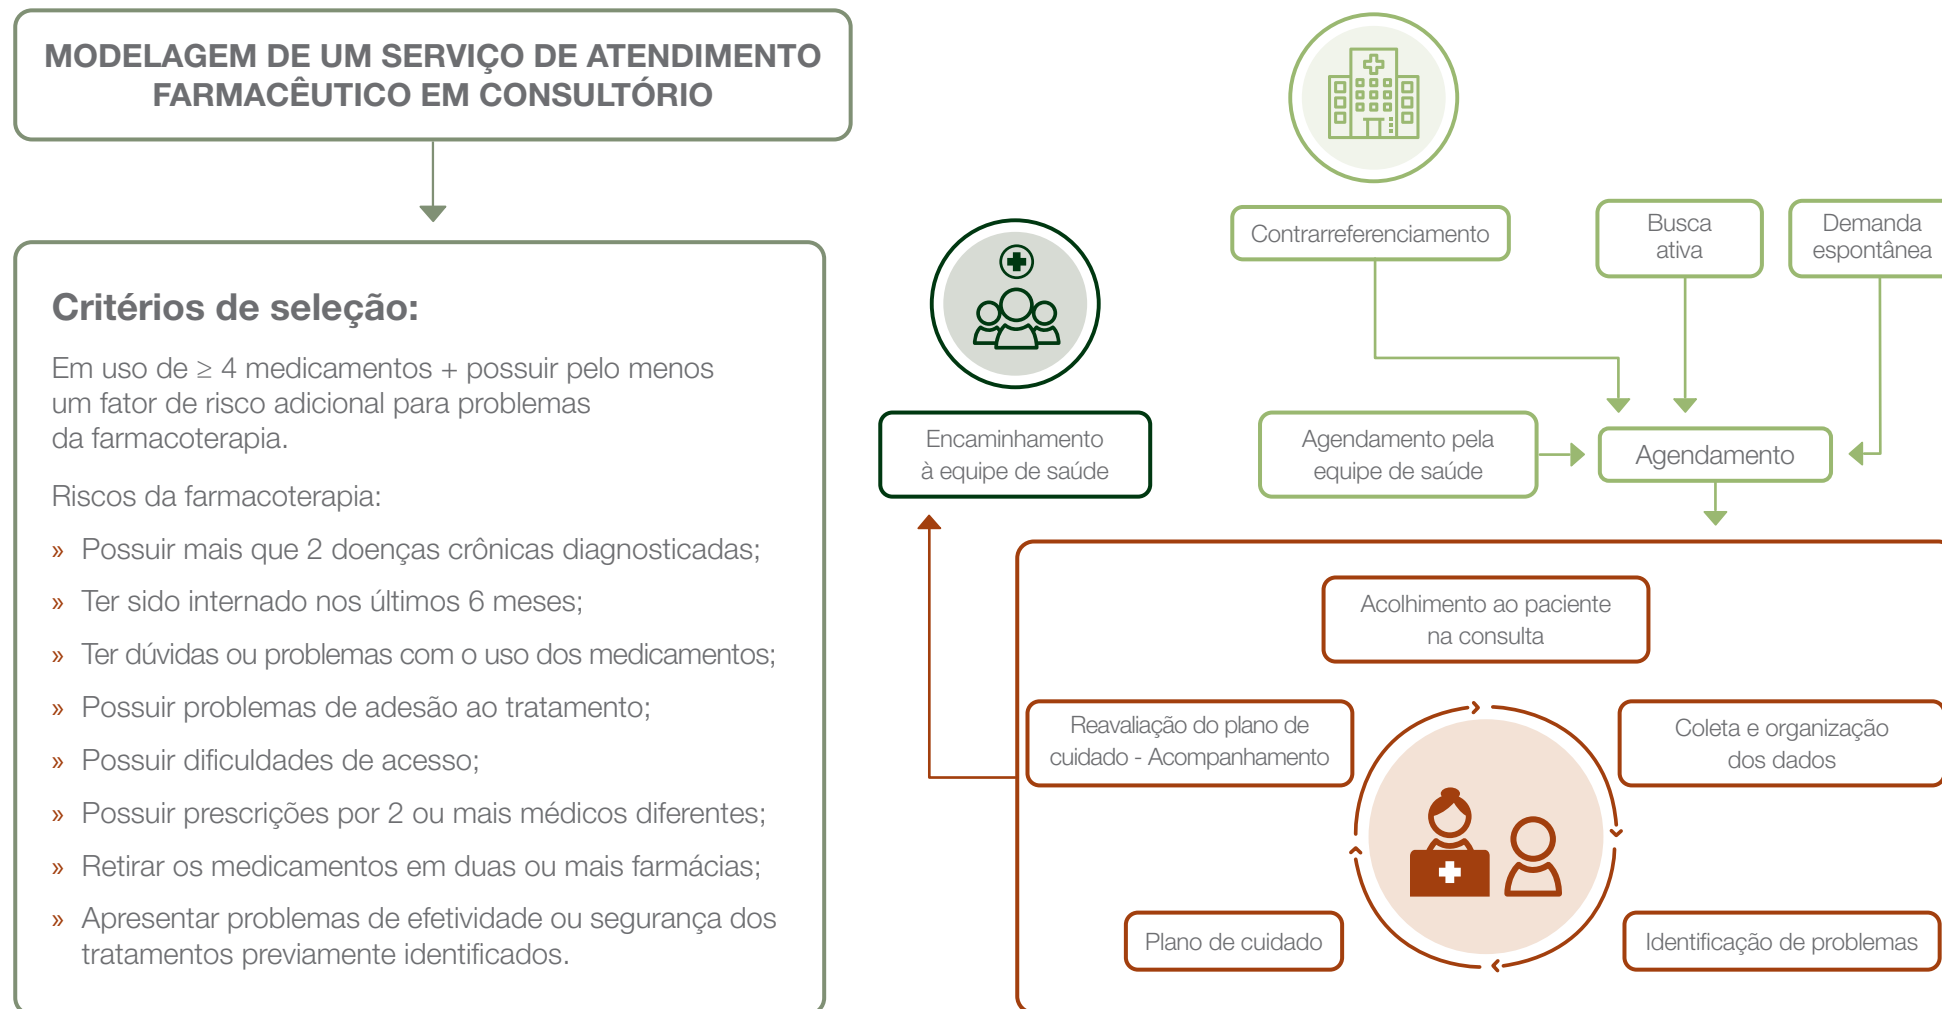 MODELAGEM DE UM SERVIÇO DE ATENDIMENTO
FARMACÊUTICO EM CONSULTÓRIO
Critérios de seleção:
Em uso de ≥ 4 medicamentos + possuir pelo menos
um fator de risco adicional para problemas
da farmacoterapia.
Riscos da farmacoterapia:
» Possuir mais que 2 doenças crônicas diagnosticadas;
» Ter sido internado nos últimos 6 meses;
» Ter dúvidas ou problemas com o uso dos medicamentos;
» Possuir problemas de adesão ao tratamento;
» Possuir dificuldades de acesso;
» Possuir prescrições por 2 ou mais médicos diferentes;
» Retirar os medicamentos em duas ou mais farmácias;
» Apresentar problemas de efetividade ou segurança dos
tratamentos previamente identificados.
Contrarreferenciamento
Busca
ativa
Demanda
espontânea
Encaminhamento
à equipe de saúde
Agendamento pela
equipe de saúde
Agendamento
Acolhimento ao paciente
na consulta
Reavaliação do plano de
cuidado - Acompanhamento
Coleta e organização
dos dados
Plano de cuidado
Identificação de problemas